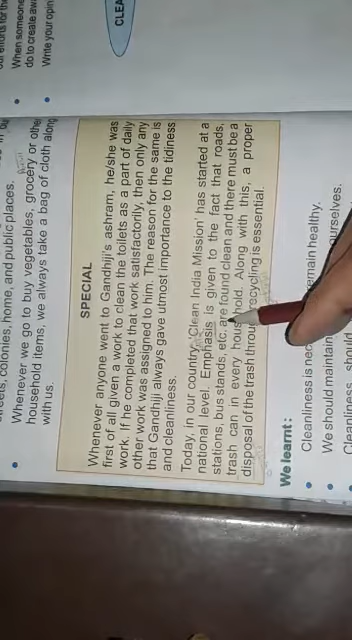 When someone
do to create awa
Write your opin
CLEA
streets, colonies, home, and public places.
Whenever we go to buy vegetables, grocery or other
household items, we always take a bag of cloth along
with us.
SPECIAL
Whenever anyone went to Gandhiji's ashram, he/she was
first of all given a work to clean the toilets as a part of daily
work. If he completed that work satisfactorily, then only any
other work was assigned to him. The reason for the same is
that Gandhiji always gave utmost importance to the tidiness
and cleanliness.
Today, in our country, Clean India Mission has started at a
national level. Emphasis is given to the fact that roads,
stations, bus stands, etc. are found clean and there must be a
trash can in every household. Along with this, a proper
disposal of the trash through recycling is essential.
We learnt :
Cleanliness is nec remain healthy.
We should maintain ourselves.
Cleanliness should